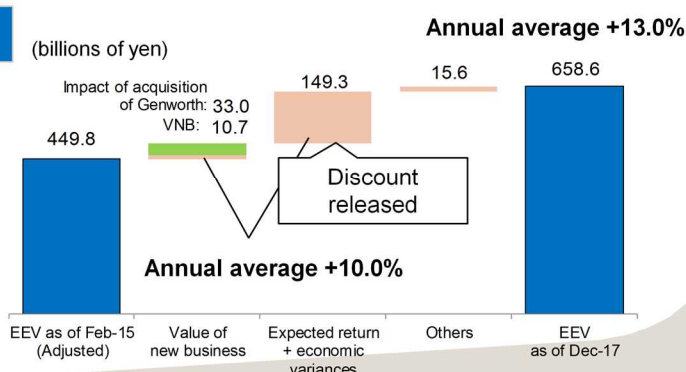 Annual average +13.0%
(billions of yen)
Impact of acquisition
of Genworth: 33.0
VNB: 10.7
449.8
149.3
15.6
658.6
Discount
released
Annual average +10.0%
EEV as of Feb-15
(Adjusted)
Value of
new business
Expected return
+ economic
variances
Others
EEV
as of Dec-17